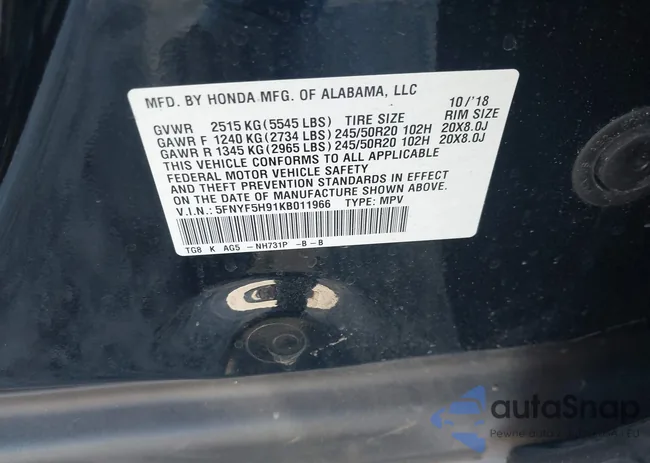 MFD. BY HONDA MFG. OF ALABAMA, LLC 10/'18
GVWR 2515 KG(5545 LBS) TIRE SIZE RIM SIZE
GAWR F 1240 KG(2734 LBS) 245/50R20 102H 20X8.0J
GAWR R 1345 KG(2965 LBS) 245/50R20 102H 20X8.0J
THIS VEHICLE CONFORMS TO ALL APPLICABLE
FEDERAL MOTOR VEHICLE SAFETY
AND THEFT PREVENTION STANDARDS IN EFFECT
ON THE DATE OF MANUFACTURE SHOWN ABOVE.
V.I.N.: 5FNYF5H91KB011966 TYPE: MPV
TG8 K AG5 -NH731P -B -B
autoSnap